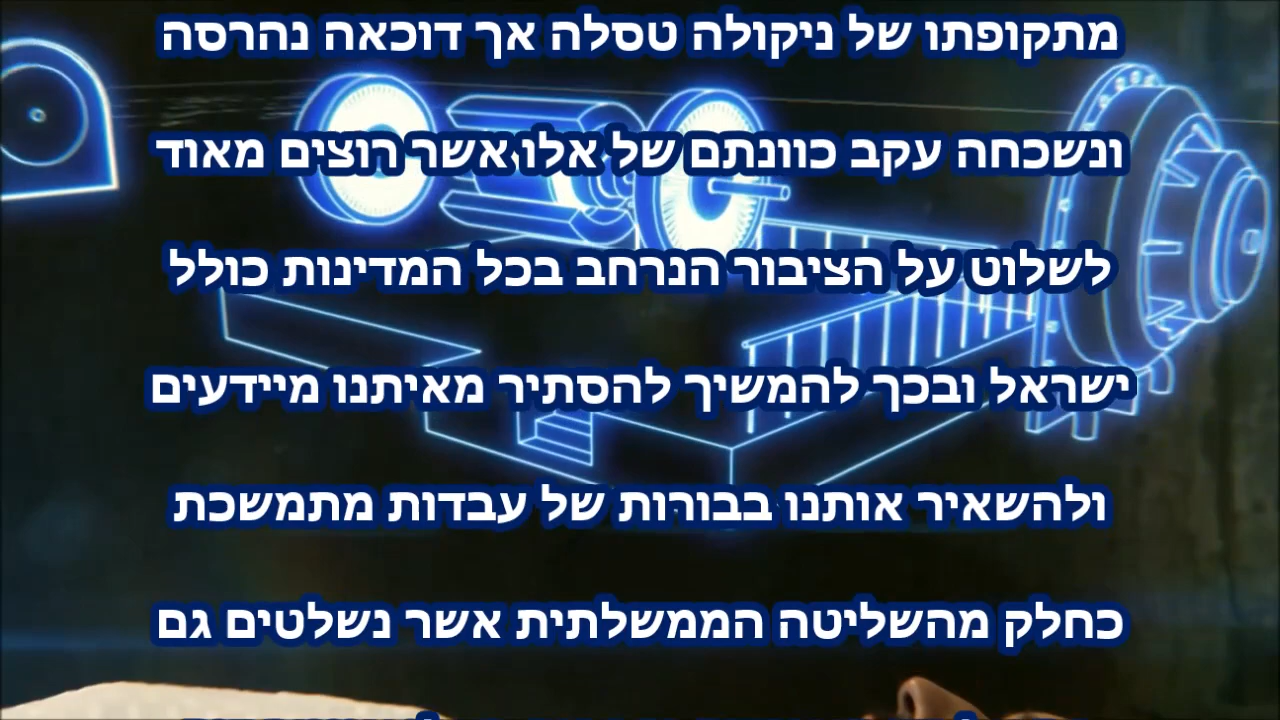 מתקופתו של ניקולה טסלה אך דוכאה נהרסה
ונשכחה עקב כוונתם של אלו אשר רוצים מאוד
לשלוט על הציבור הנרחב בכל המדינות כולל
ישראל ובכך להמשיך להסתיר מאיתנו מיידעים
ולהשאיר אותנו בבורות של עבדות מתמשכת
כחלק מהשליטה הממשלתית אשר נשלטים גם